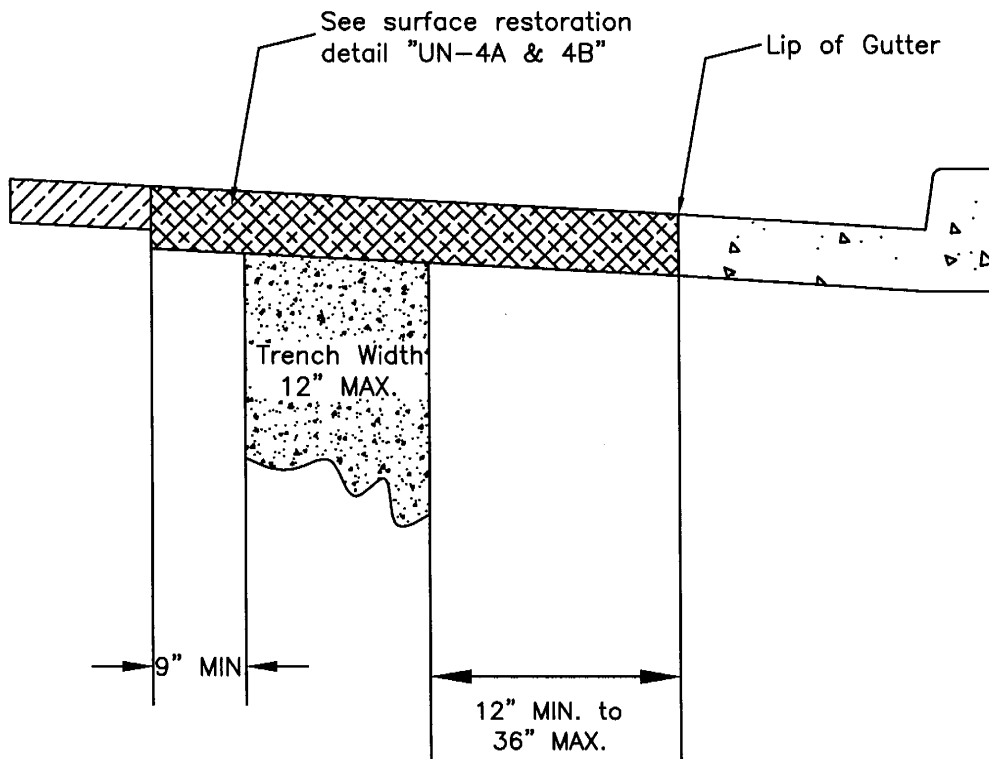 See surface restoration
detail "UN-4A & 4B"
Lip of Gutter
Trench Width
12" MAX.
9" MIN
12" MIN. to
36" MAX.